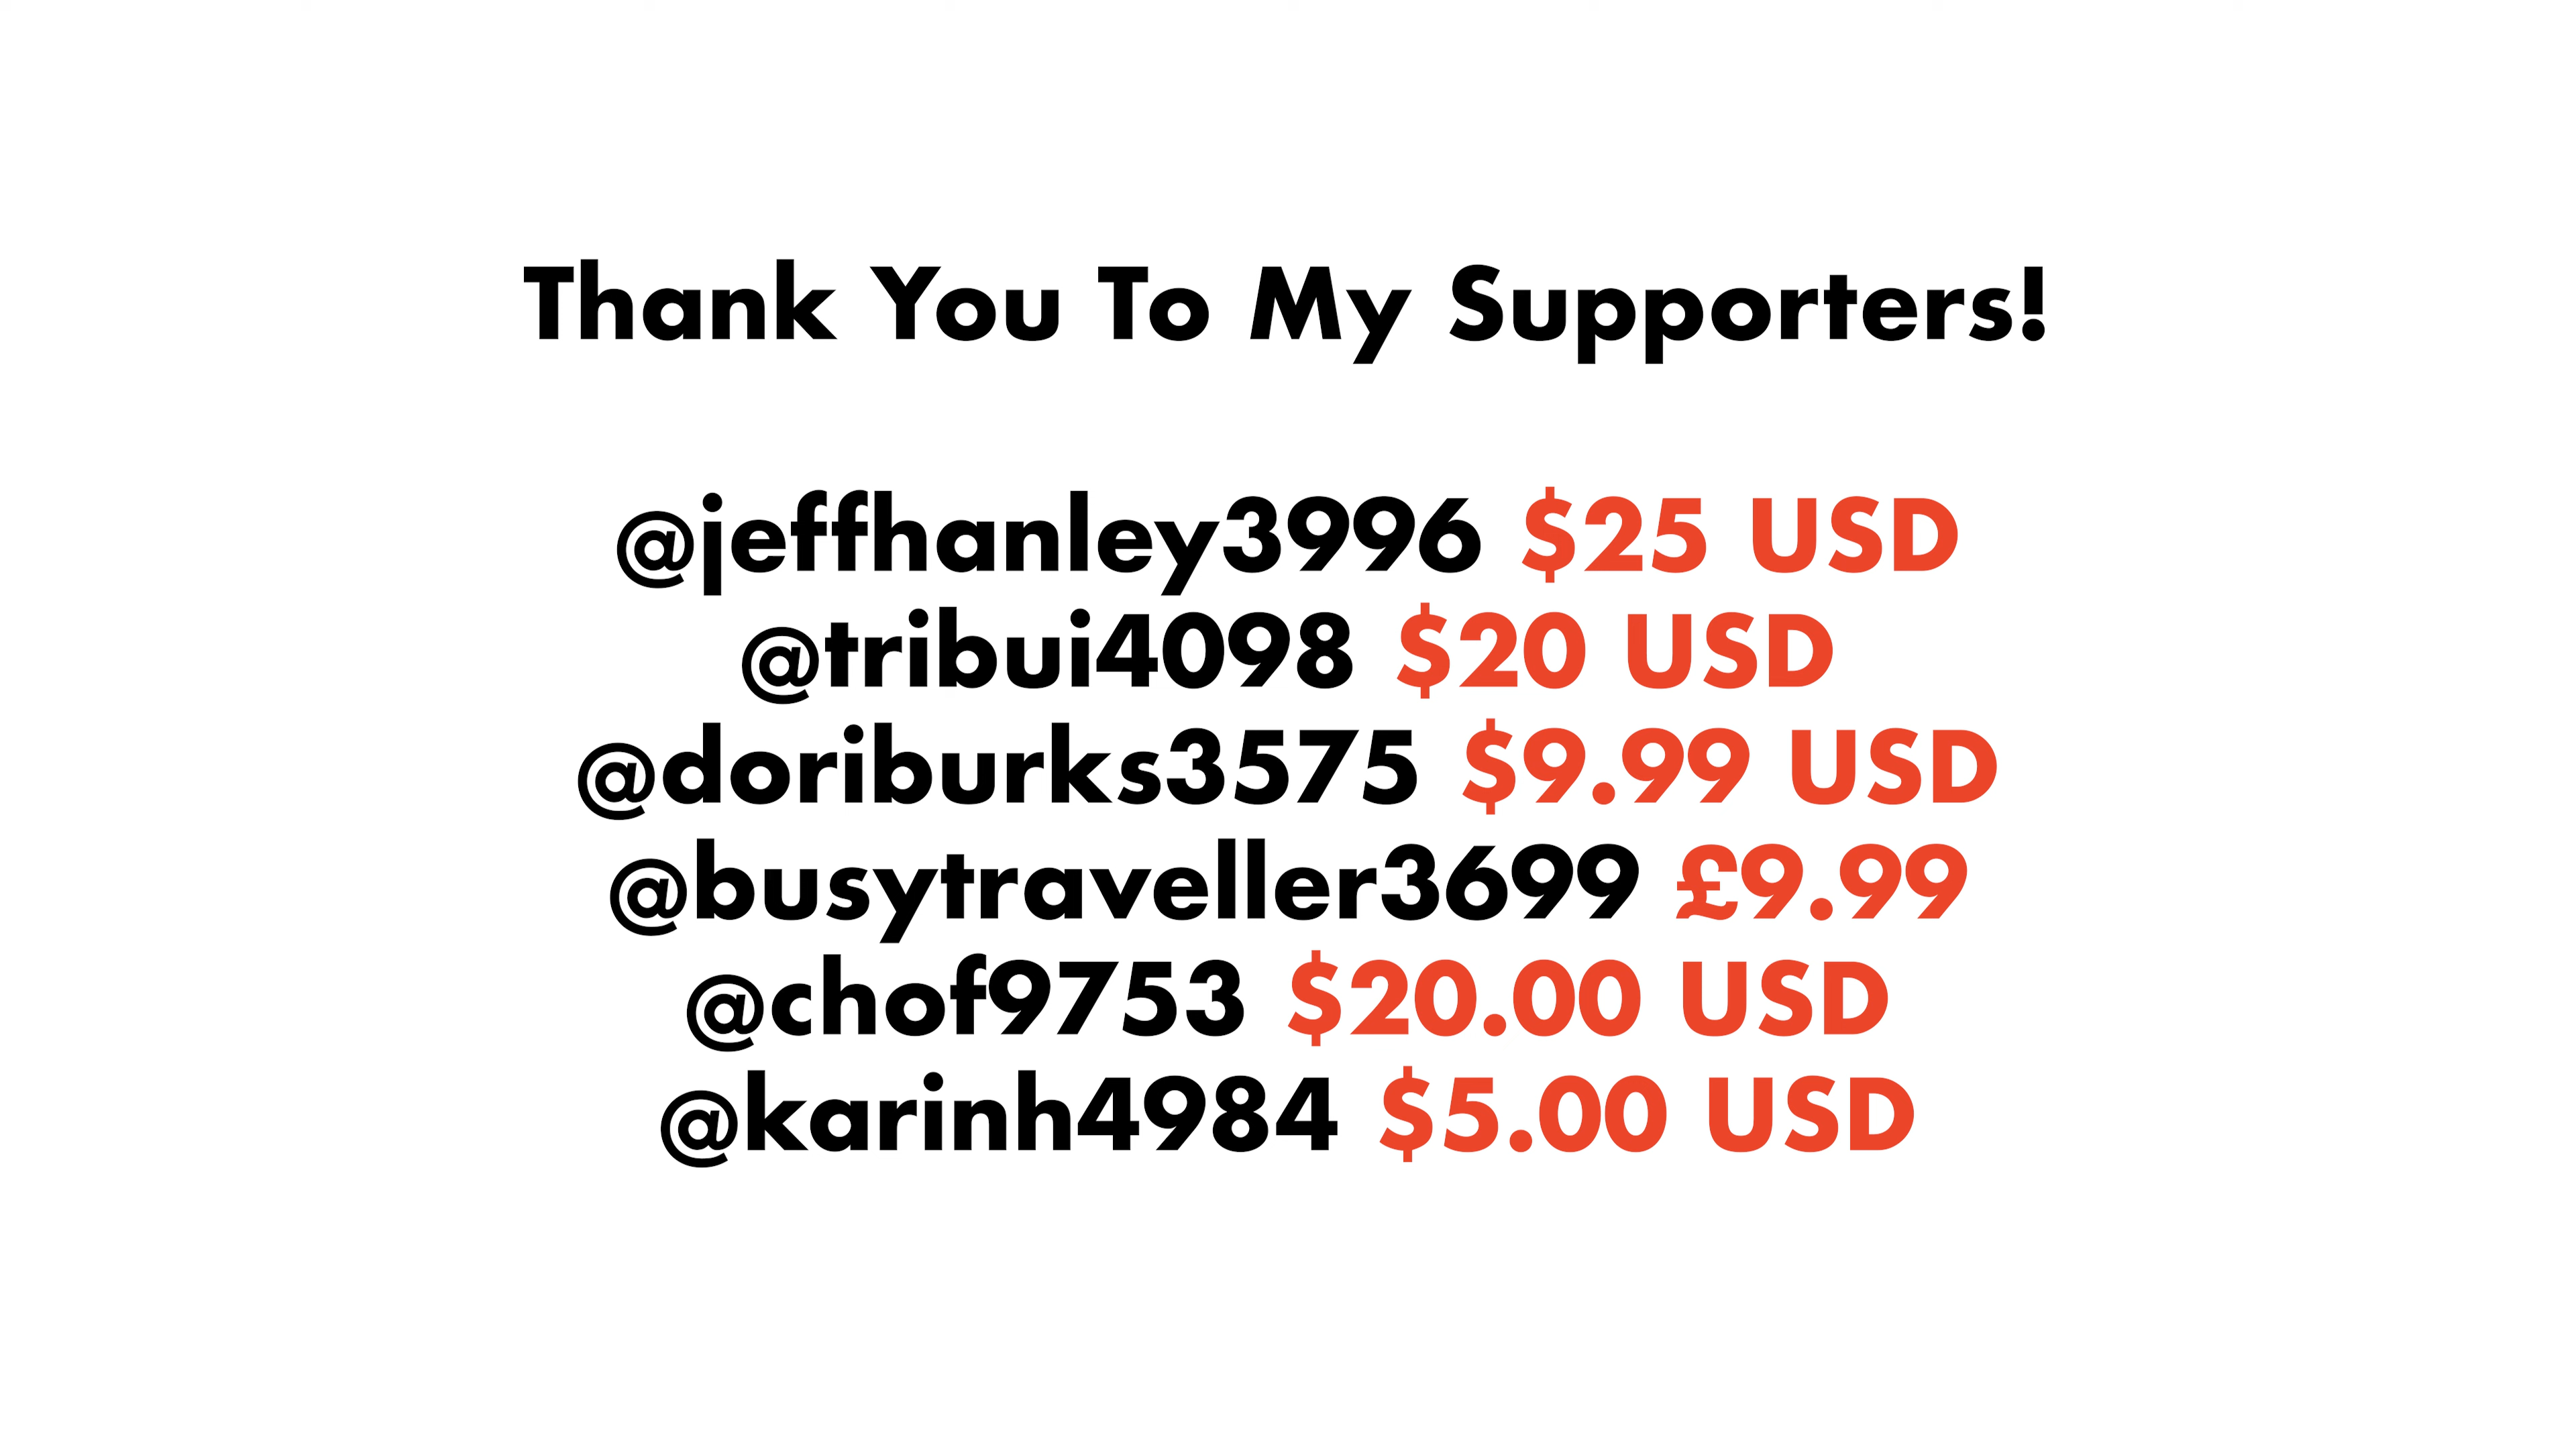 Thank You To My Supporters!
@jeffhanley3996 $25 USD
@tribui4098 $20 USD
@doriburks3575 $9.99 USD
@busytraveller3699 £9.99
@chof9753 $20.00 USD
@karinh4984 $5.00 USD